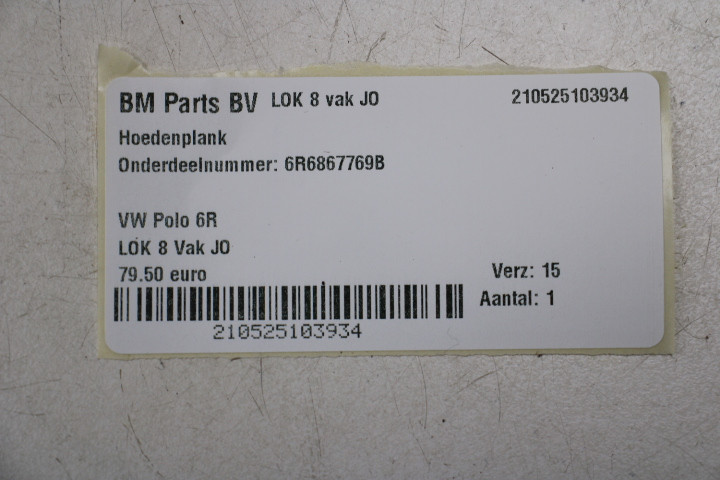 BM Parts BV LOK 8 vak JO 210525103934
Hoedenplank
Onderdeelnummer: 6R6867769B
VW Polo 6R
LOK 8 Vak JO
79.50 euro Verz: 15
Aantal: 1
210525103934